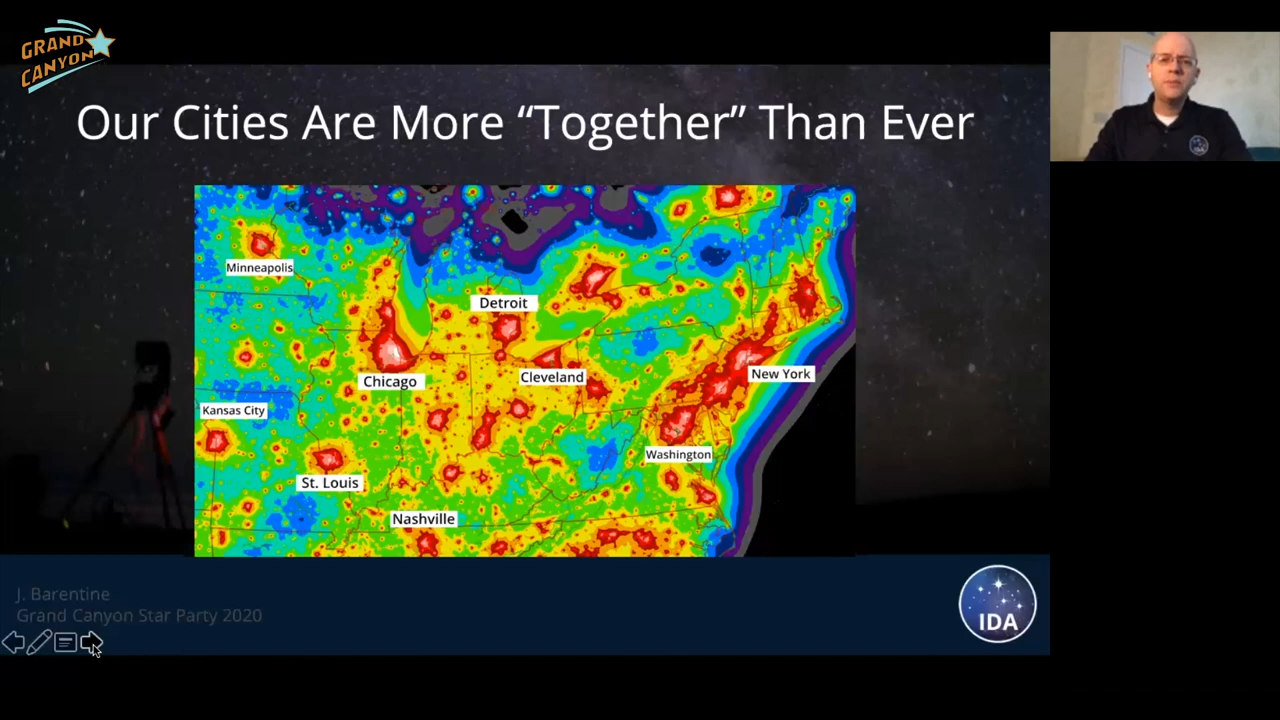 GRAND
CANYON
Our Cities Are More “Together” Than Ever
Minneapolis
Detroit
Chicago
Cleveland
New York
Kansas City
Washington
St. Louis
Nashville
J. Barentine
Grand Canyon Star Party 2020
IDA
IDA